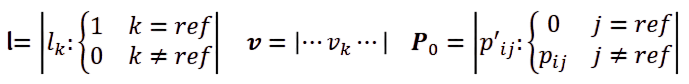 l= |l_k: {1 k = ref; 0 k ≠ ref| v = |⋯ v_k ⋯| P_0 = |p'_ij: {0 j = ref; p_ij j ≠ ref|